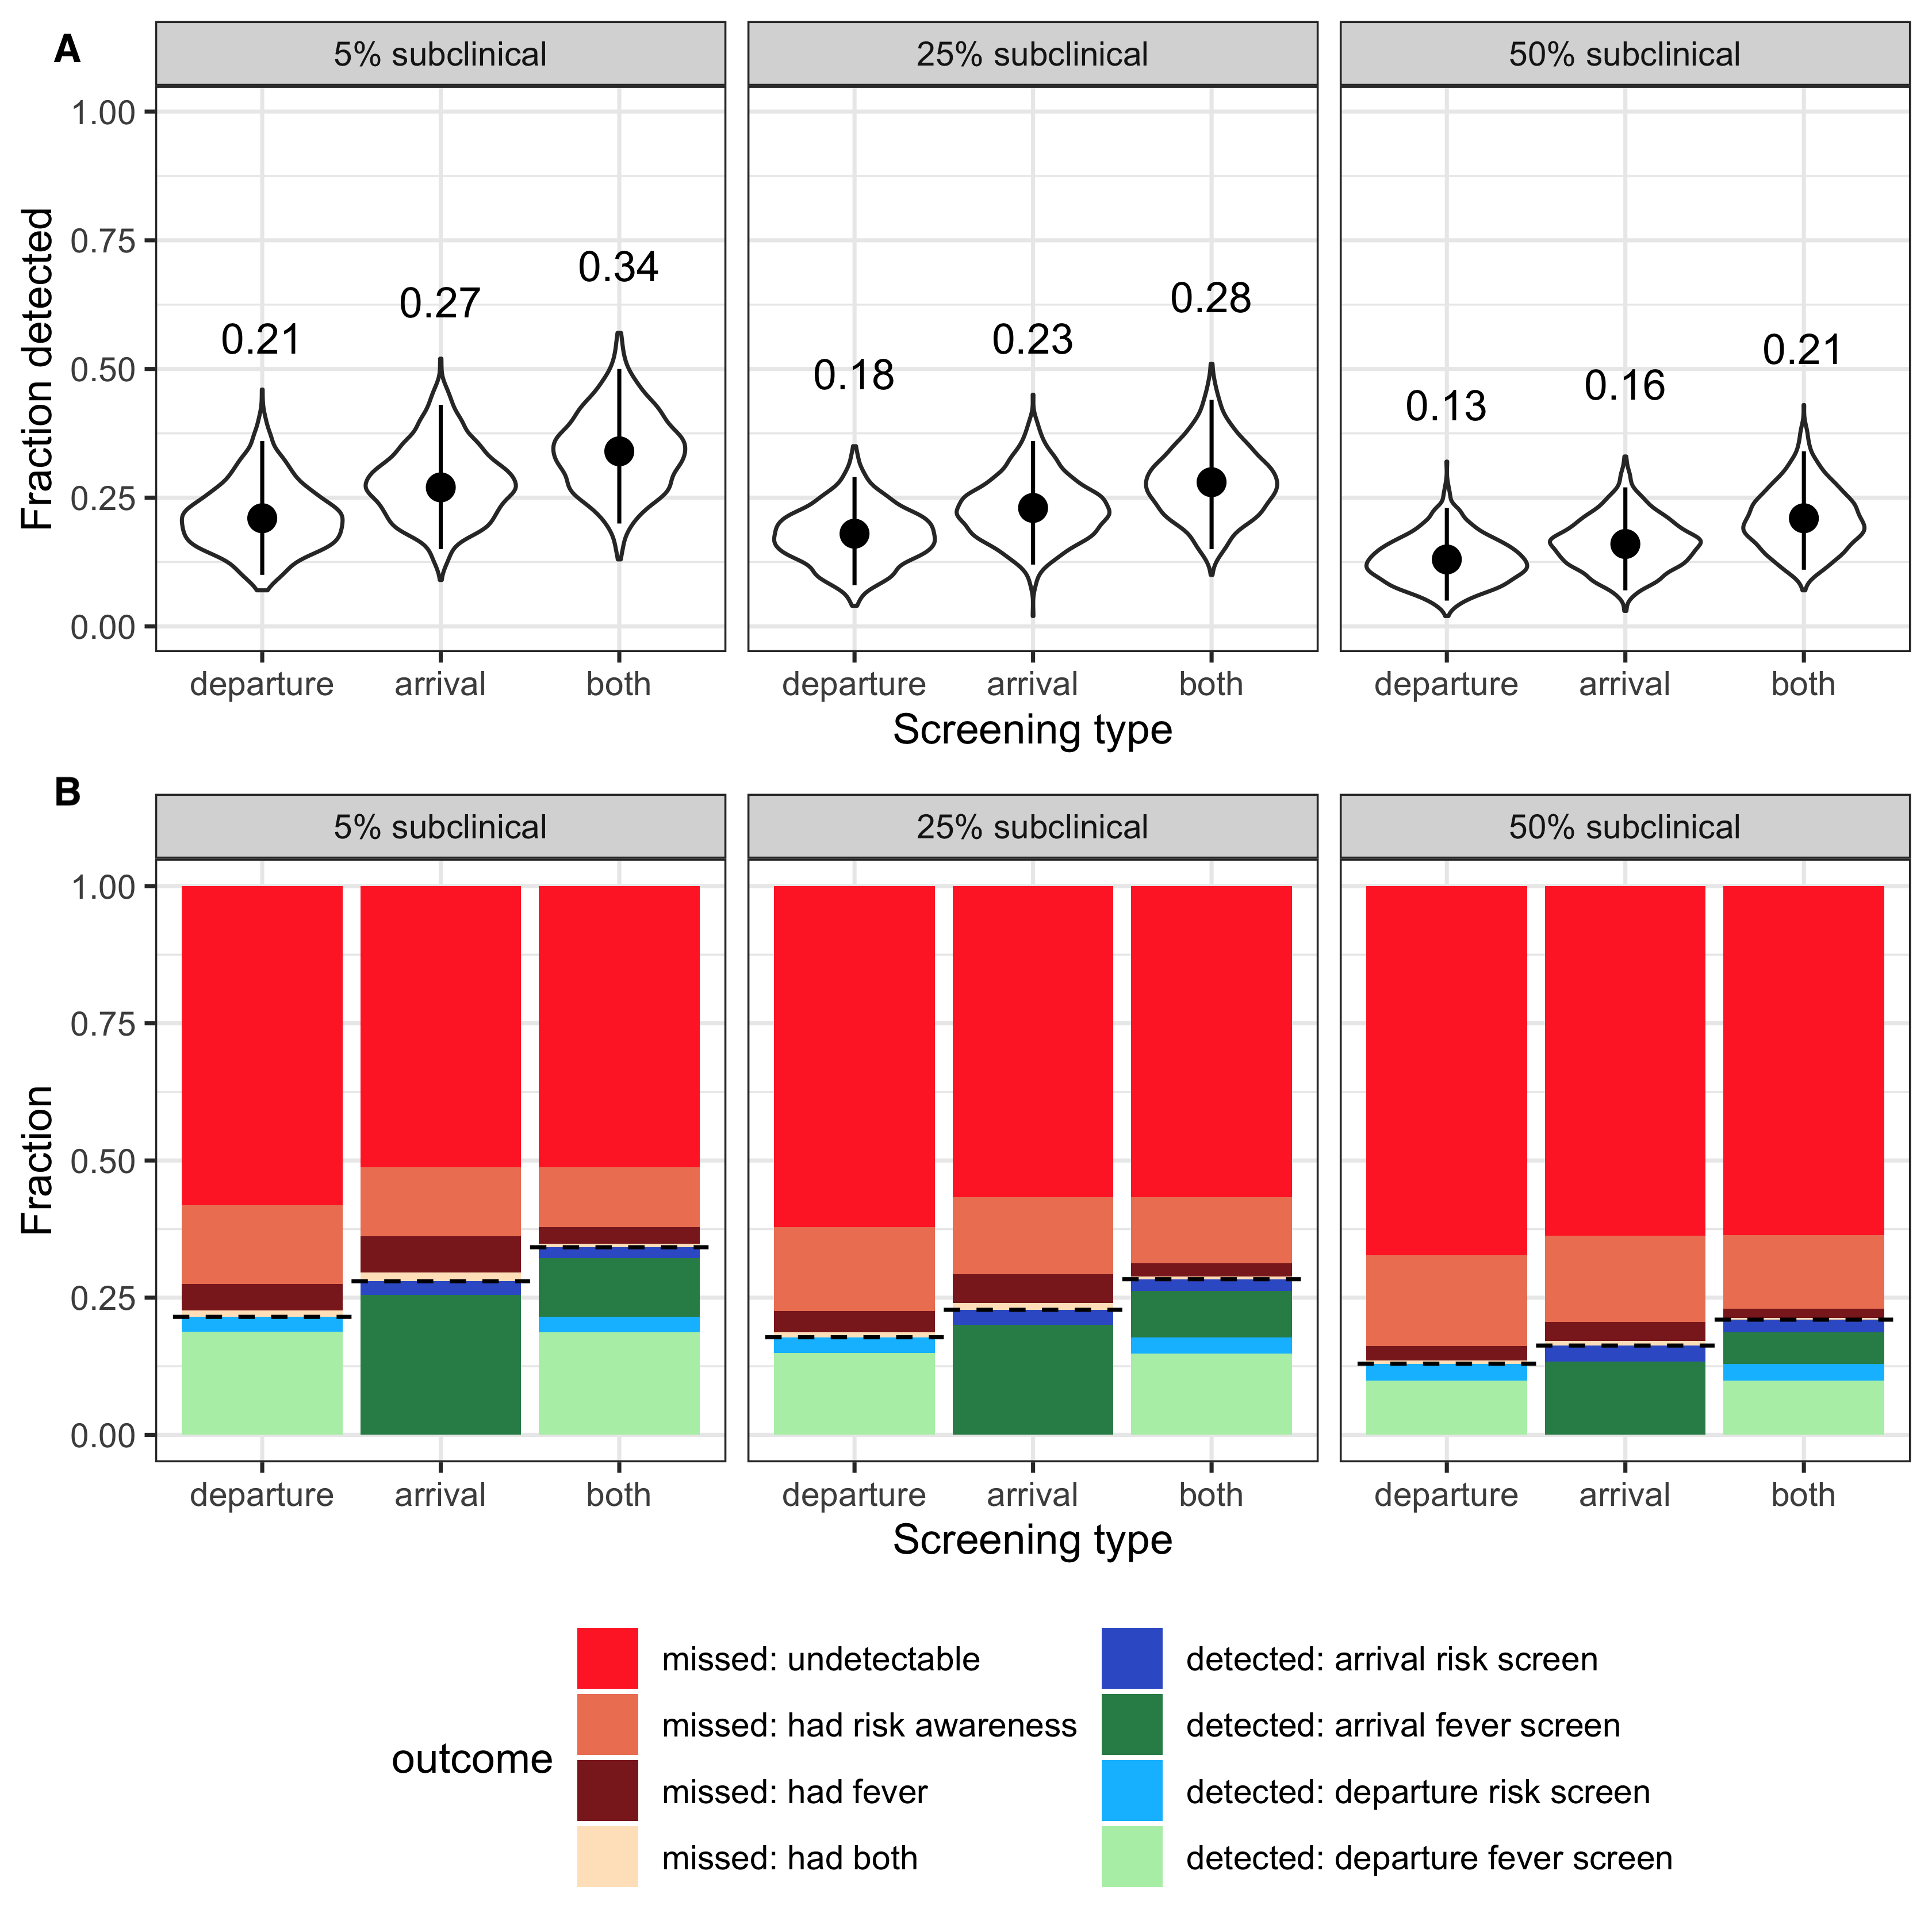 A
5% subclinical 25% subclinical 50% subclinical
Fraction detected
1.00
0.75
0.50
0.25
0.00
0.21 0.27 0.34
0.18 0.23 0.28
0.13 0.16 0.21
departure arrival both departure arrival both departure arrival both
Screening type
B
5% subclinical 25% subclinical 50% subclinical
Fraction
1.00
0.75
0.50
0.25
0.00
departure arrival both departure arrival both departure arrival both
Screening type
outcome
missed: undetectable
missed: had risk awareness
missed: had fever
missed: had both
detected: arrival risk screen
detected: arrival fever screen
detected: departure risk screen
detected: departure fever screen